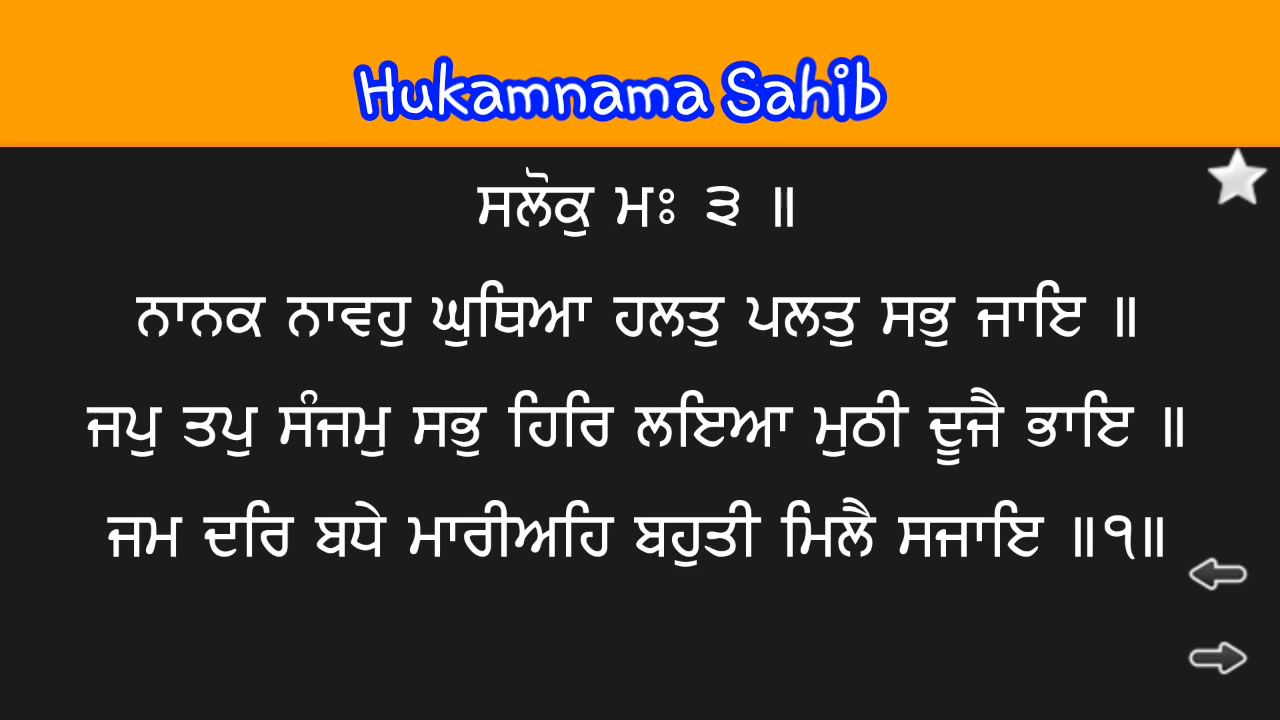 Hukamnama Sahib
ਸਲੋਕੁ ਮਃ ੩ ॥
ਨਾਨਕ ਨਾਵਹੁ ਘੁਥਿਆ ਹਲਤੁ ਪਲਤੁ ਸਭੁ ਜਾਇ ॥
ਜਪੁ ਤਪੁ ਸੰਜਮੁ ਸਭੁ ਹਿਰਿ ਲਇਆ ਮੁਠੀ ਦੂਜੈ ਭਾਇ ॥
ਜਮ ਦਰਿ ਬਧੇ ਮਾਰੀਅਹਿ ਬਹੁਤੀ ਮਿਲੈ ਸਜਾਇ ॥੧॥